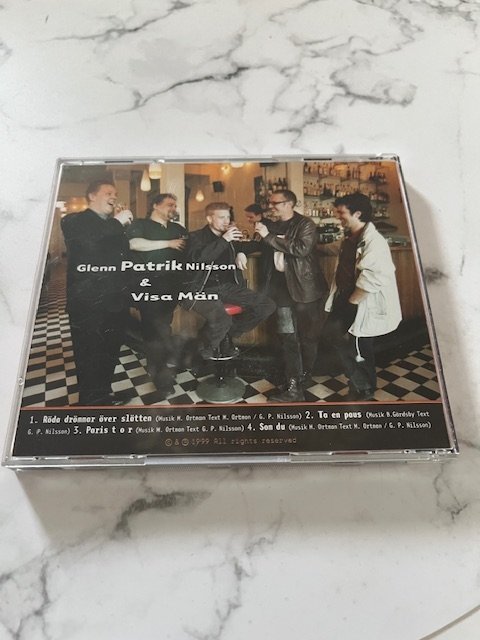 Glenn Patrik Nilsson
&
Visa Män
1. Röda drömmar över slätten (Musik M. Ortman Text M. Ortman / G. P. Nilsson) 2. Ta en paus (Musik B.Gärdsby Text
G. P. Nilsson) 3. Paris t o r (Musik M. Ortman Text G. P. Nilsson) 4. Som du (Musik M. Ortman Text M. Ortman / G. P. Nilsson)
© & ℗ 1999 All rights reserved